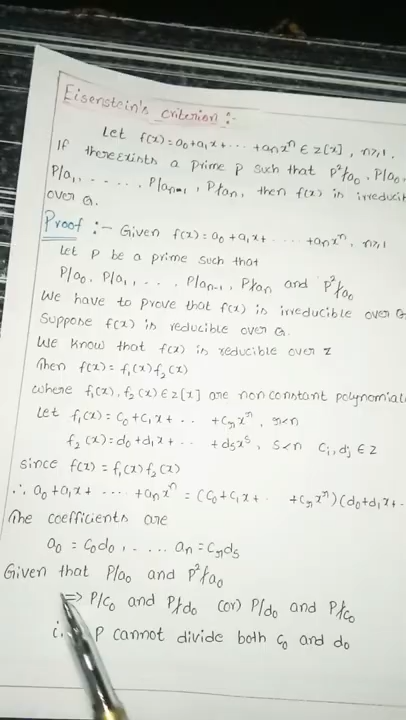 Eisenstein's criterion :-
Let f(x)=a₀+a₁x+ ··· +aₙxⁿ ∈ z[x], n≥1.
If thereexists a prime P such that P²∤a₀, P|a₀,
P|a₁, . . . . . , P|aₙ₋₁, P∤aₙ, then f(x) is irreducib
over Q.
Proof :- Given f(x)=a₀+a₁x+ ····· +aₙxⁿ, n≥1
Let P be a prime such that
P|a₀, P|a₁, . . . P|aₙ₋₁, P∤aₙ and P²∤a₀
We have to prove that f(x) is irreducible over Q
Suppose f(x) is reducible over Q.
We know that f(x) is reducible over z
Then f(x)=f₁(x)f₂(x)
where f₁(x), f₂(x) ∈ z[x] are non constant polynomial
Let f₁(x)= C₀+C₁x+ ·· +Cᵣxʳ, r<n
f₂(x)=d₀+d₁x+ ·· +dₛxˢ, s<n Cᵢ,dⱼ ∈ z
since f(x)=f₁(x)f₂(x)
∴ a₀+a₁x+ ····· +aₙxⁿ = (C₀+C₁x+ · · +Cᵣxʳ)(d₀+d₁x+ ··
The coefficients are
a₀ = C₀d₀, . ... aₙ=Cᵣdₛ
Given that P|a₀ and P²∤a₀
⇒ P|C₀ and P∤d₀ (or) P|d₀ and P∤C₀
P cannot divide both C₀ and d₀